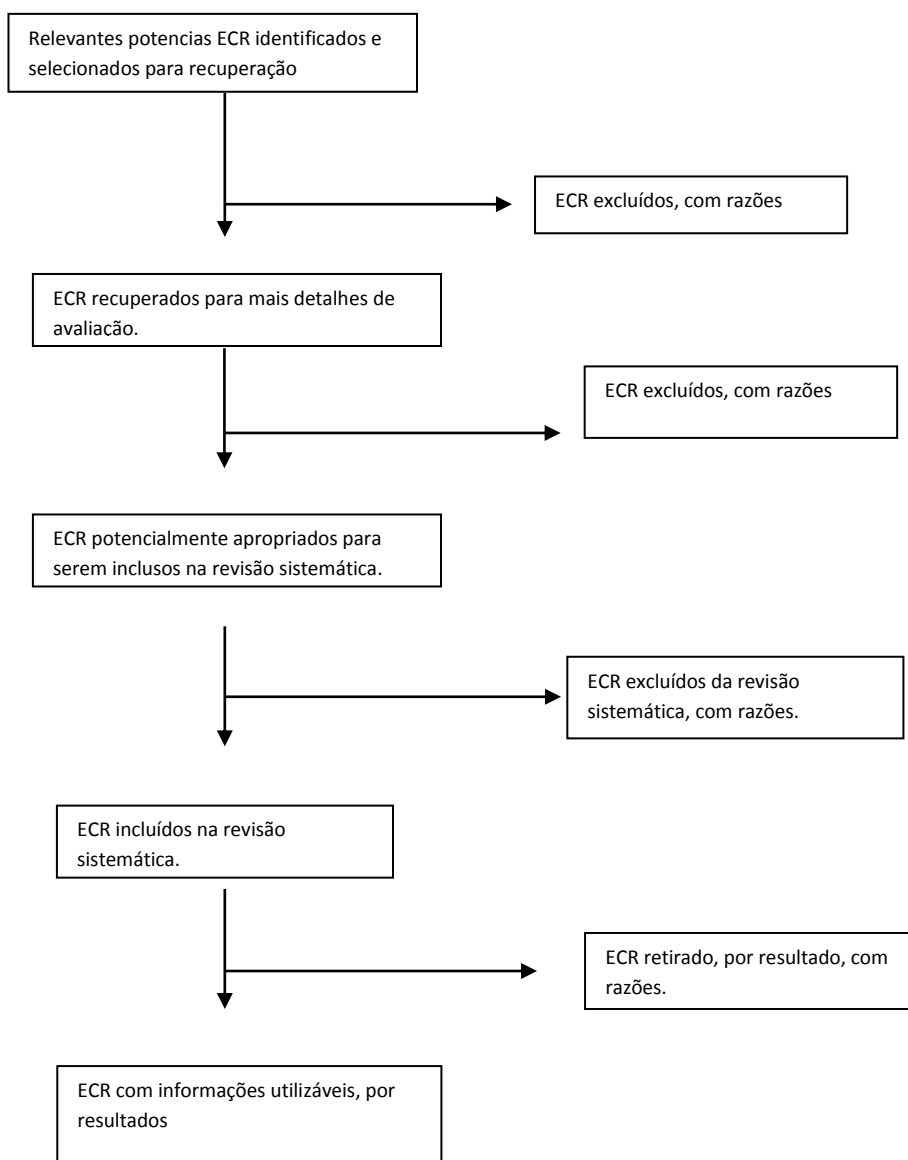 Relevantes potencias ECR identificados e
selecionados para recuperação
ECR excluídos, com razões
ECR recuperados para mais detalhes de
avaliacão.
ECR excluídos, com razões
ECR potencialmente apropriados para
serem inclusos na revisão sistemática.
ECR excluídos da revisão
sistemática, com razões.
ECR incluídos na revisão
sistemática.
ECR retirado, por resultado, com
razões.
ECR com informações utilizáveis, por
resultados